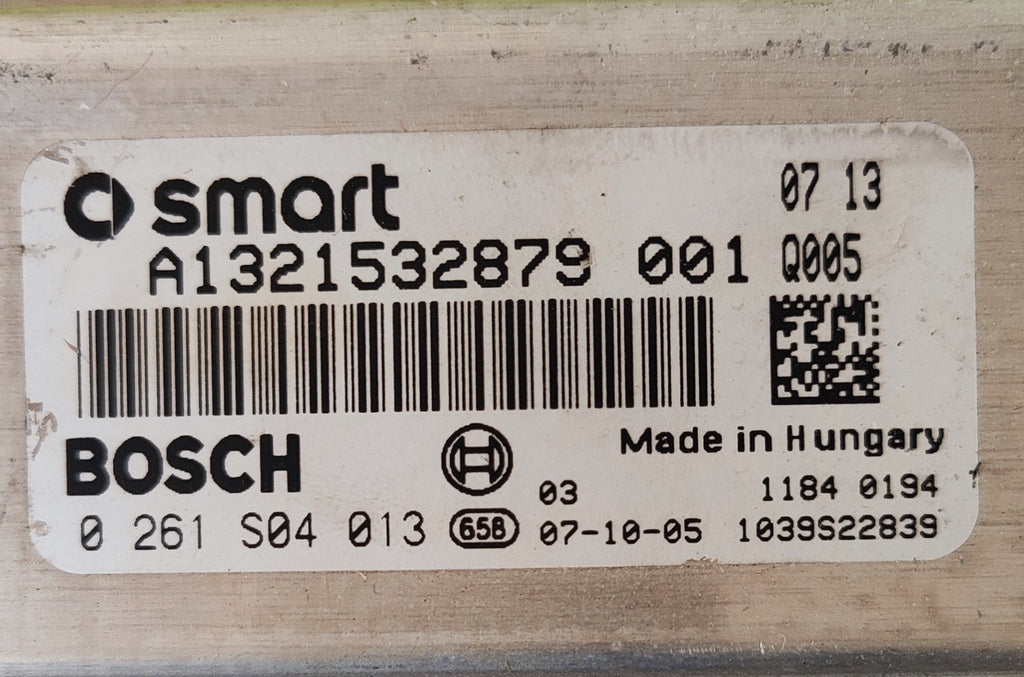 smart 07 13
A1321532879 001 Q005
BOSCH Made in Hungary
03 1184 0194
0 261 S04 013 658 07-10-05 1039S22839